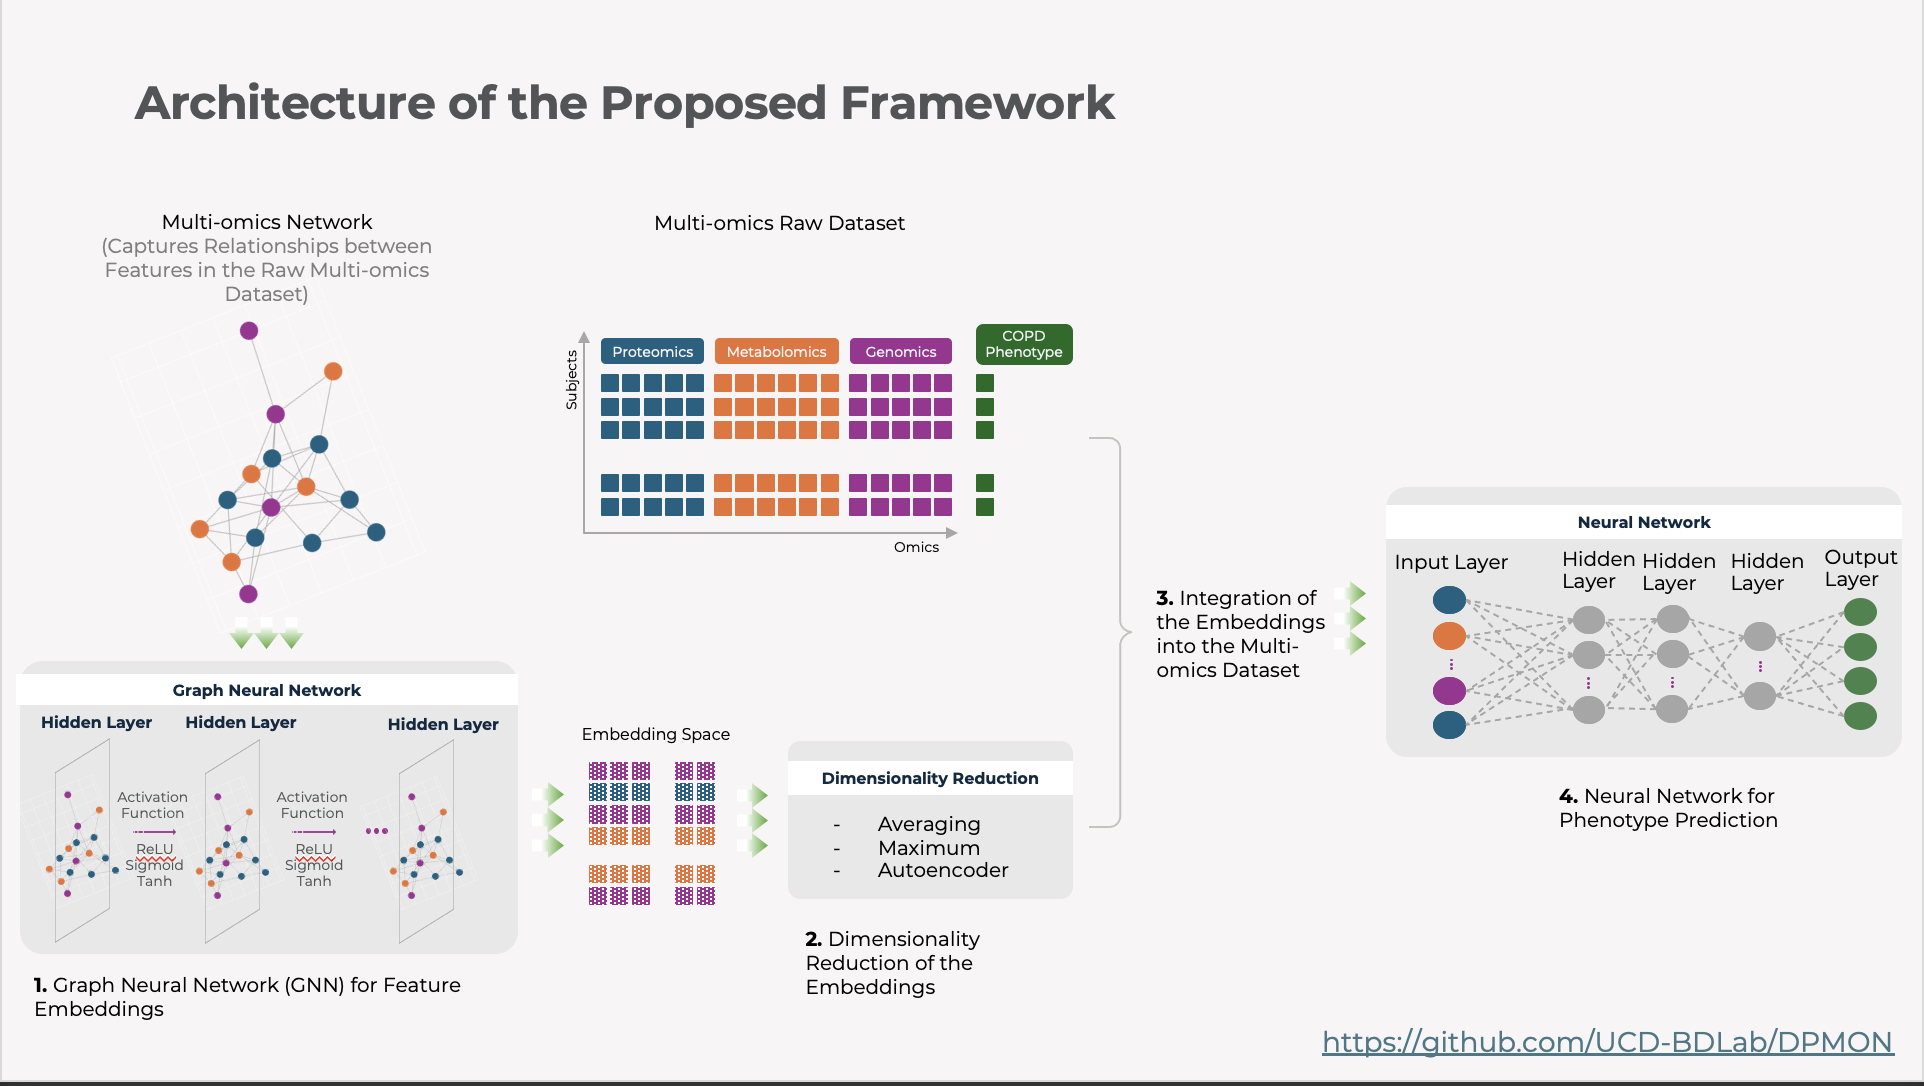 Architecture of the Proposed Framework
Multi-omics Network
(Captures Relationships between
Features in the Raw Multi-omics
Dataset)
Multi-omics Raw Dataset
Subjects
Proteomics
Metabolomics
Genomics
COPD
Phenotype
Omics
Graph Neural Network
Hidden Layer
Hidden Layer
Hidden Layer
Activation
Function
ReLU
Sigmoid
Tanh
Activation
Function
ReLU
Sigmoid
Tanh
1. Graph Neural Network (GNN) for Feature
Embeddings
Embedding Space
Dimensionality Reduction
- Averaging
- Maximum
- Autoencoder
2. Dimensionality
Reduction of the
Embeddings
3. Integration of
the Embeddings
into the Multi-
omics Dataset
Neural Network
Input Layer
Hidden
Layer
Hidden
Layer
Hidden
Layer
Output
Layer
4. Neural Network for
Phenotype Prediction
https://github.com/UCD-BDLab/DPMON